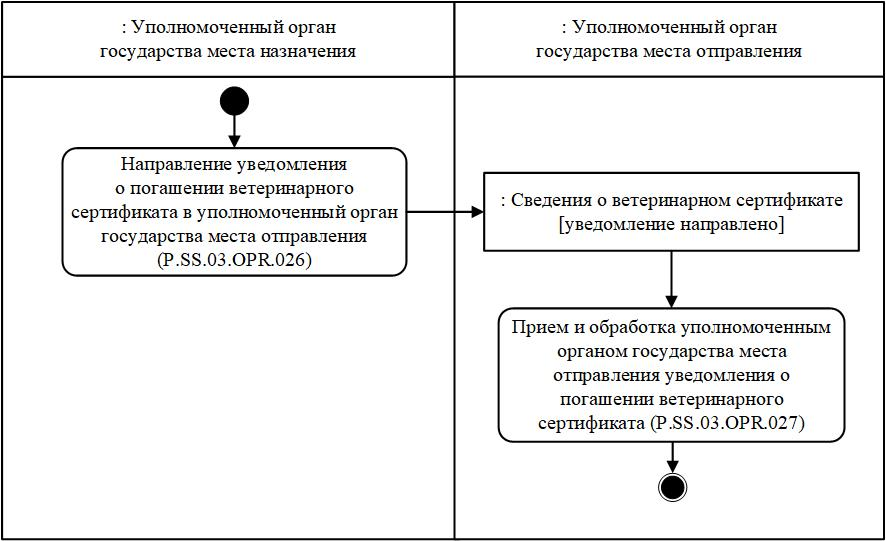 : Уполномоченный орган
государства места назначения
: Уполномоченный орган
государства места отправления
Направление уведомления
о погашении ветеринарного
сертификата в уполномоченный орган
государства места отправления
(P.SS.03.OPR.026)
: Сведения о ветеринарном сертификате
[уведомление направлено]
Прием и обработка уполномоченным
органом государства места
отправления уведомления о
погашении ветеринарного
сертификата (P.SS.03.OPR.027)